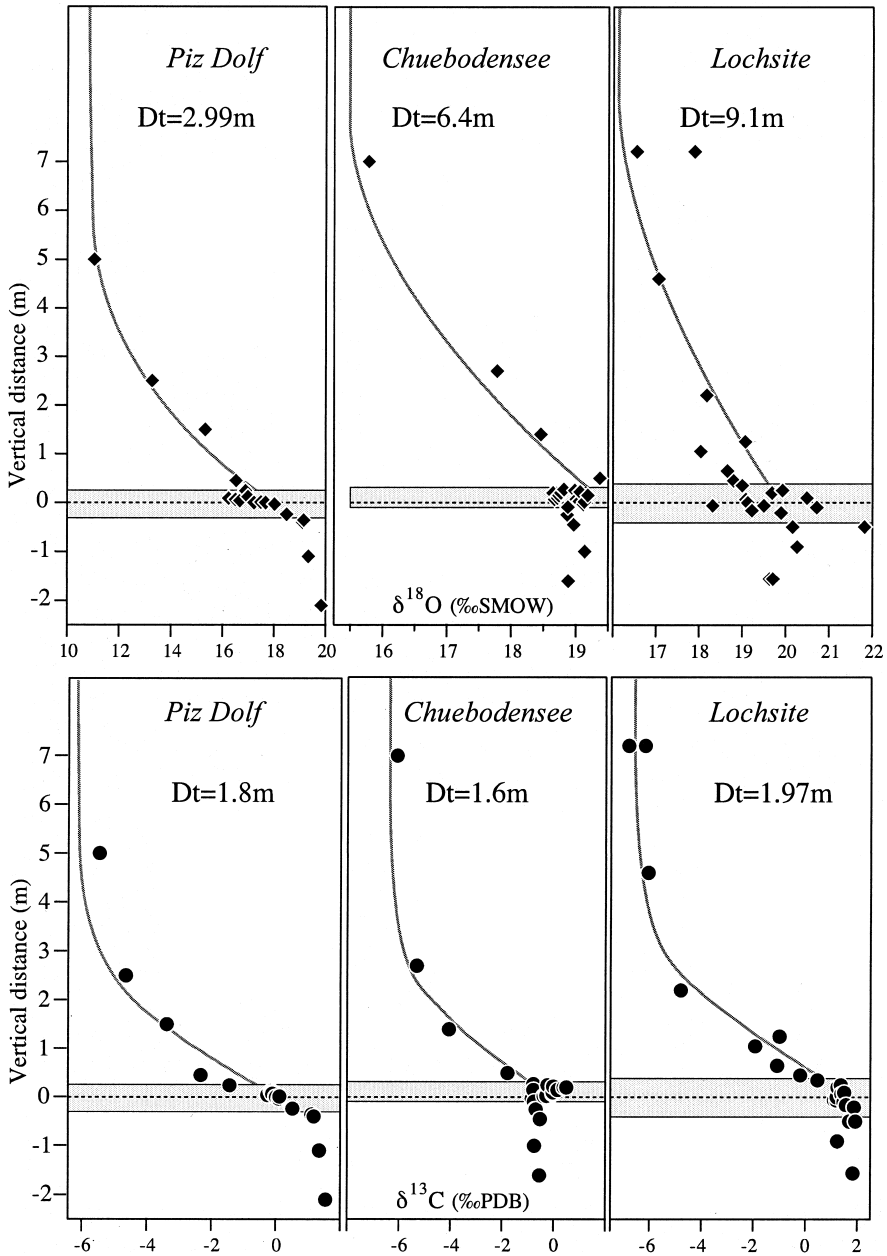 Piz Dolf Chuebodensee Lochsite
Dt=2.99m Dt=6.4m Dt=9.1m
Vertical distance (m)
7
6
5
4
3
2
1
0
-1
-2
δ18O (‰SMOW)
10 12 14 16 18 20 16 17 18 19 17 18 19 20 21 22
Piz Dolf Chuebodensee Lochsite
Dt=1.8m Dt=1.6m Dt=1.97m
Vertical distance (m)
7
6
5
4
3
2
1
0
-1
-2
δ13C (‰PDB)
-6 -4 -2 0 -6 -4 -2 0 -6 -4 -2 0 2